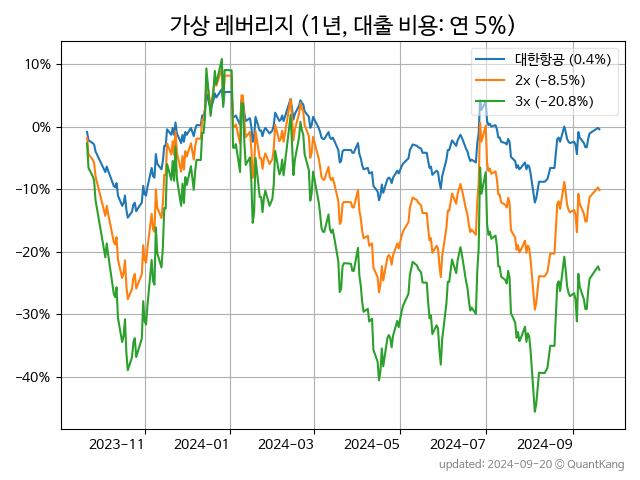 가상 레버리지 (1년, 대출 비용: 연 5%)
대한항공 (0.4%)
2x (−8.5%)
3x (−20.8%)
10%
0%
−10%
−20%
−30%
−40%
2023-11 2024-01 2024-03 2024-05 2024-07 2024-09
updated: 2024-09-20 © QuantKang